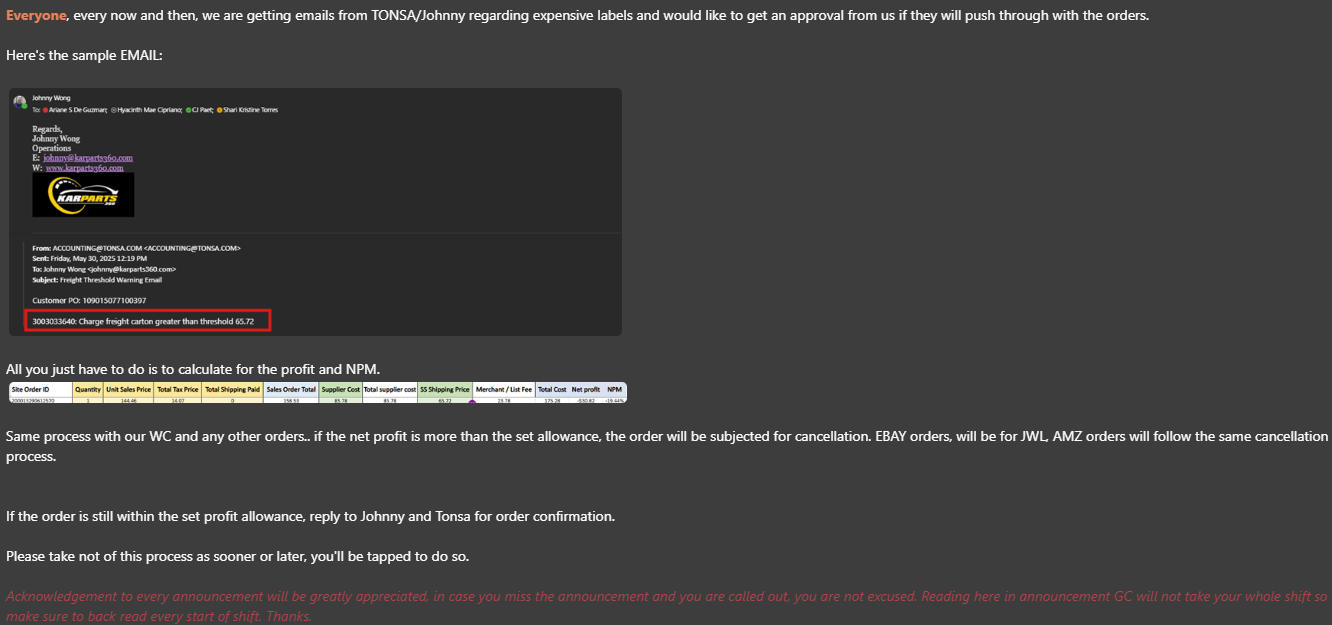 Everyone, every now and then, we are getting emails from TONSA/Johnny regarding expensive labels and would like to get an approval from us if they will push through with the orders.
Here's the sample EMAIL:
Johnny Wong
To: Ariane S De Guzman; Hyacinth Mae Cipriano; CJ Paet; Shari Kristine Torres
Regards,
Johnny Wong
Operations
E: johnny@karparts360.com
W: www.karparts360.com
KARPARTS
From: ACCOUNTING@TONSA.COM <ACCOUNTING@TONSA.COM>
Sent: Friday, May 30, 2025 12:19 PM
To: Johnny Wong <johnny@karparts360.com>
Subject: Freight Threshold Warning Email
Customer PO: 109015077100397
3003033640: Charge freight carton greater than threshold 65.72
All you just have to do is to calculate for the profit and NPM.
Site Order ID Quantity Unit Sales Price Total Tax Price Total Shipping Paid Sales Order Total Supplier Cost Total supplier cost SS Shipping Price Merchant / List Fee Total Cost Net profit NPM
1 144.46 14.07 0 158.53 85.78 85.78 65.72 23.78 175.28 -$30.82 -19.44%
Same process with our WC and any other orders.. if the net profit is more than the set allowance, the order will be subjected for cancellation. EBAY orders, will be for JWL, AMZ orders will follow the same cancellation
process.
If the order is still within the set profit allowance, reply to Johnny and Tonsa for order confirmation.
Please take not of this process as sooner or later, you'll be tapped to do so.
Acknowledgement to every announcement will be greatly appreciated, in case you miss the announcement and you are called out, you are not excused. Reading here in announcement GC will not take your whole shift so
make sure to back read every start of shift. Thanks.